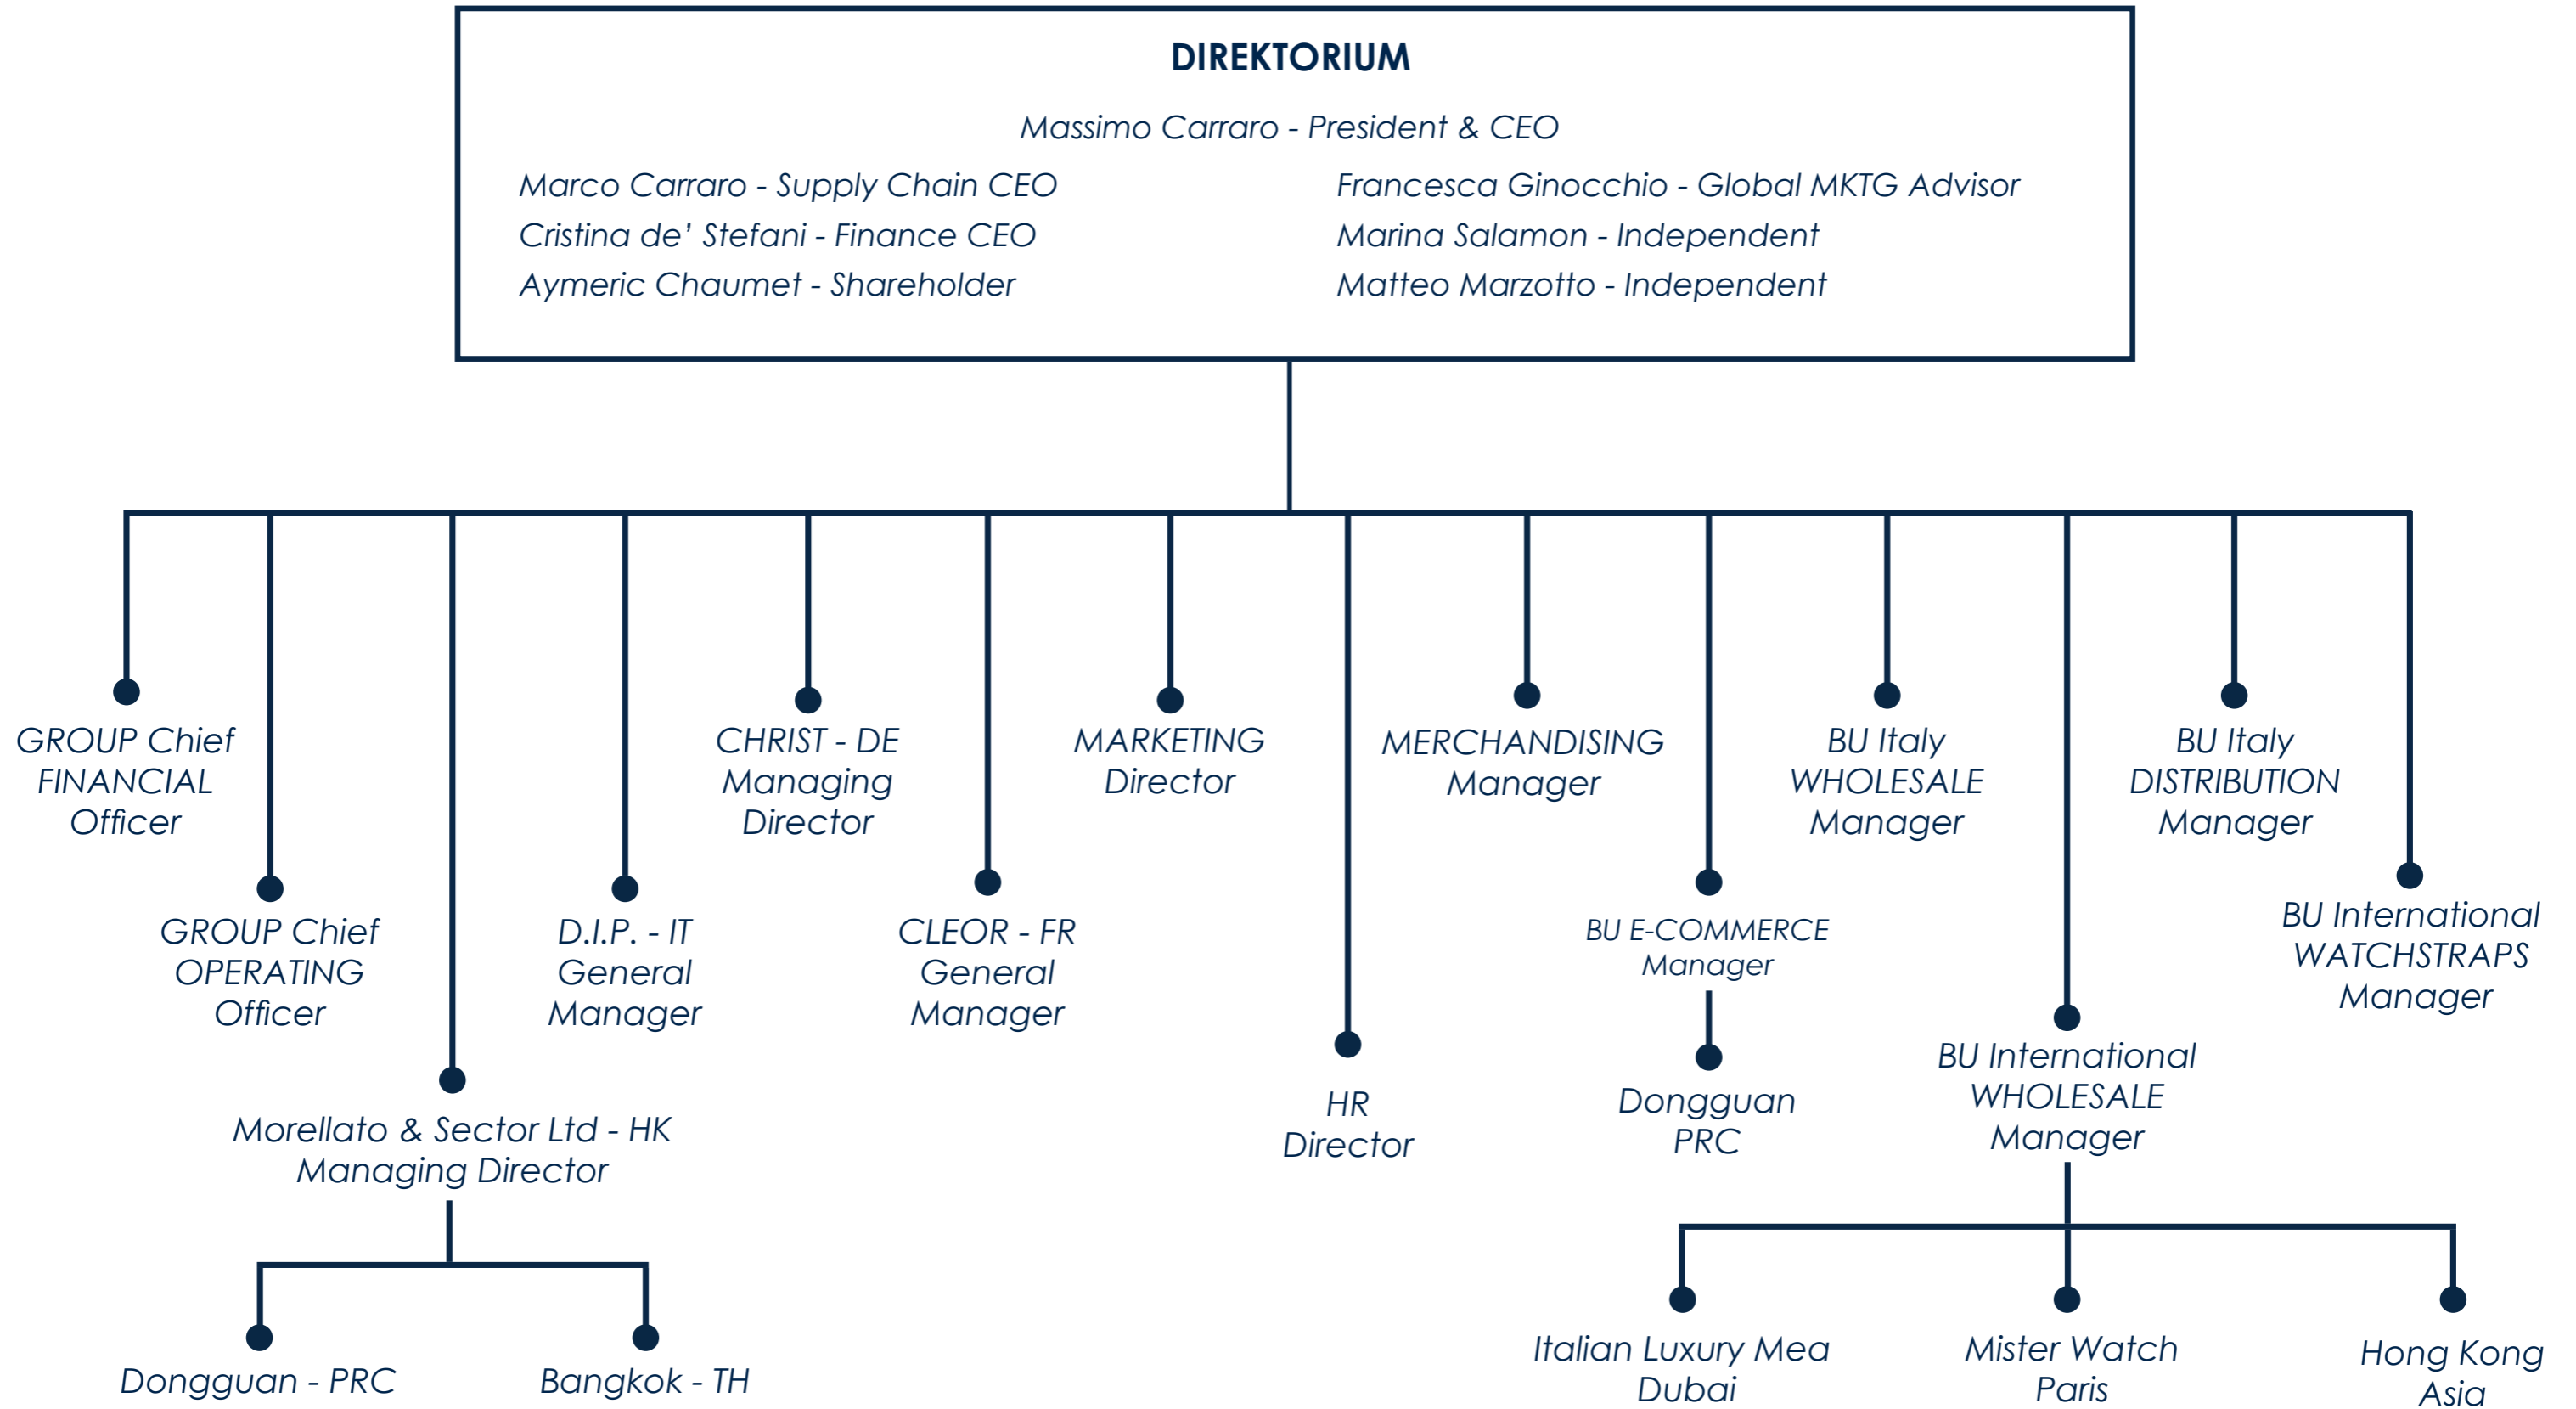 DIREKTORIUM
Massimo Carraro - President & CEO
Marco Carraro - Supply Chain CEO
Cristina de’ Stefani - Finance CEO
Aymeric Chaumet - Shareholder
Francesca Ginocchio - Global MKTG Advisor
Marina Salamon - Independent
Matteo Marzotto - Independent
GROUP Chief
FINANCIAL
Officer
GROUP Chief
OPERATING
Officer
Morellato & Sector Ltd - HK
Managing Director
Dongguan - PRC
Bangkok - TH
D.I.P. - IT
General
Manager
CHRIST - DE
Managing
Director
CLEOR - FR
General
Manager
MARKETING
Director
HR
Director
MERCHANDISING
Manager
BU E-COMMERCE
Manager
Dongguan
PRC
BU Italy
WHOLESALE
Manager
BU International
WHOLESALE
Manager
Italian Luxury Mea
Dubai
Mister Watch
Paris
Hong Kong
Asia
BU Italy
DISTRIBUTION
Manager
BU International
WATCHSTRAPS
Manager